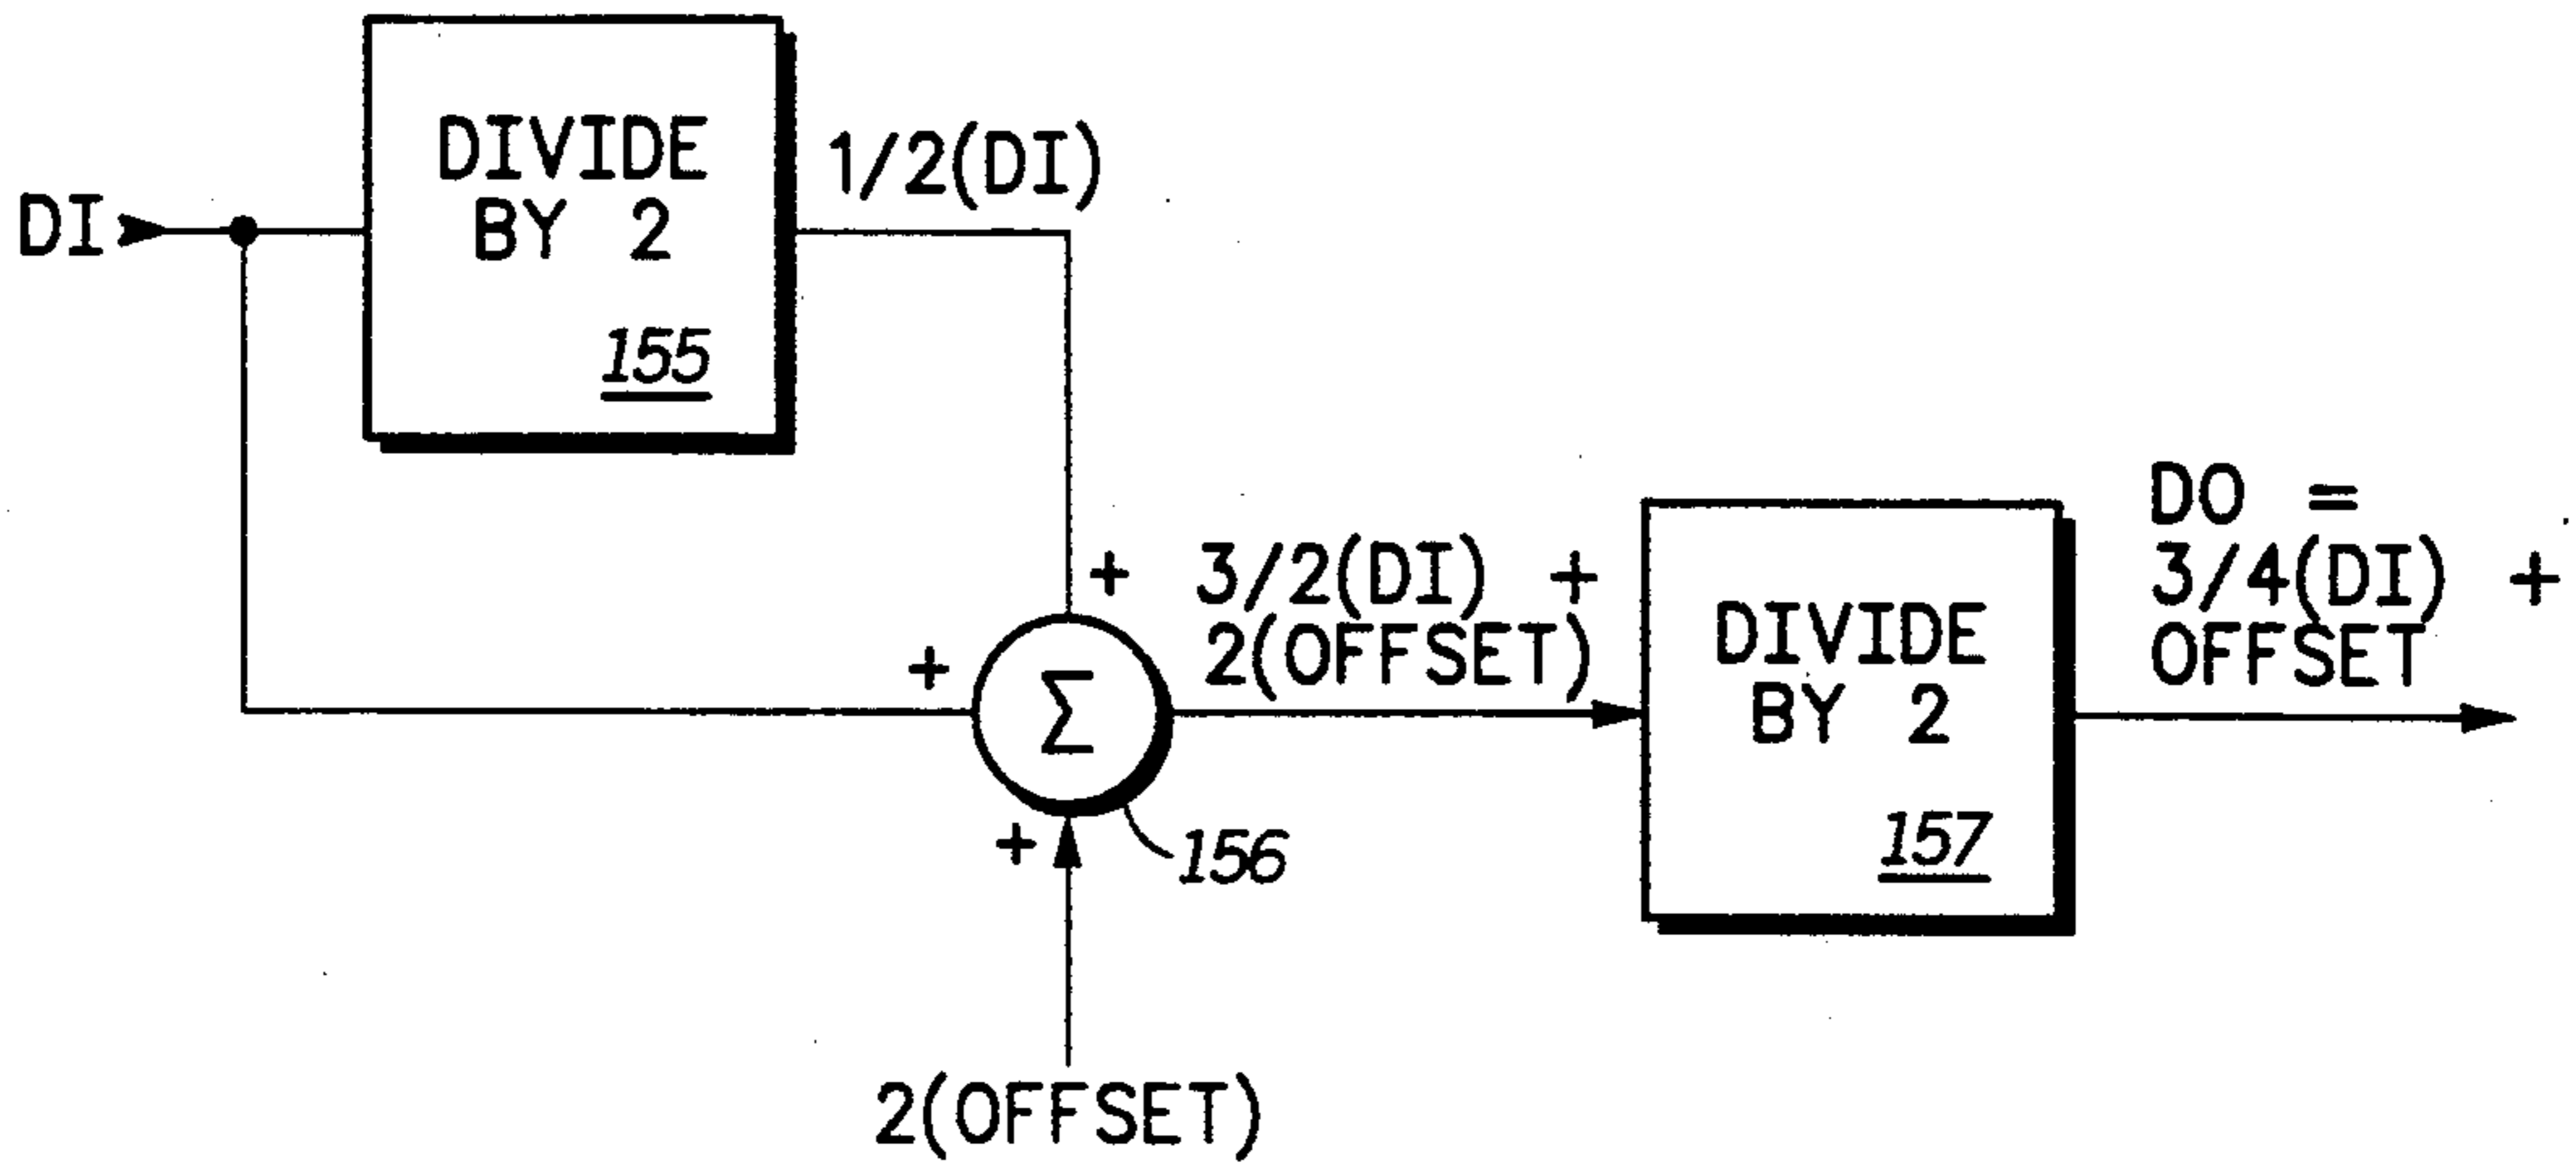 DI
DIVIDE
BY 2
155
1/2(DI)
+
+
+
Σ
156
2(OFFSET)
3/2(DI) +
2(OFFSET)
DIVIDE
BY 2
157
DO =
3/4(DI) +
OFFSET